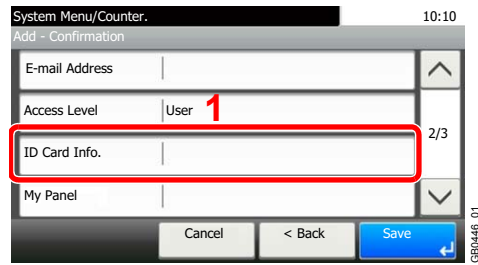 System Menu/Counter. 10:10
Add - Confirmation
E-mail Address
Access Level User 1
2/3
ID Card Info.
My Panel
Cancel < Back Save
GB0446_01